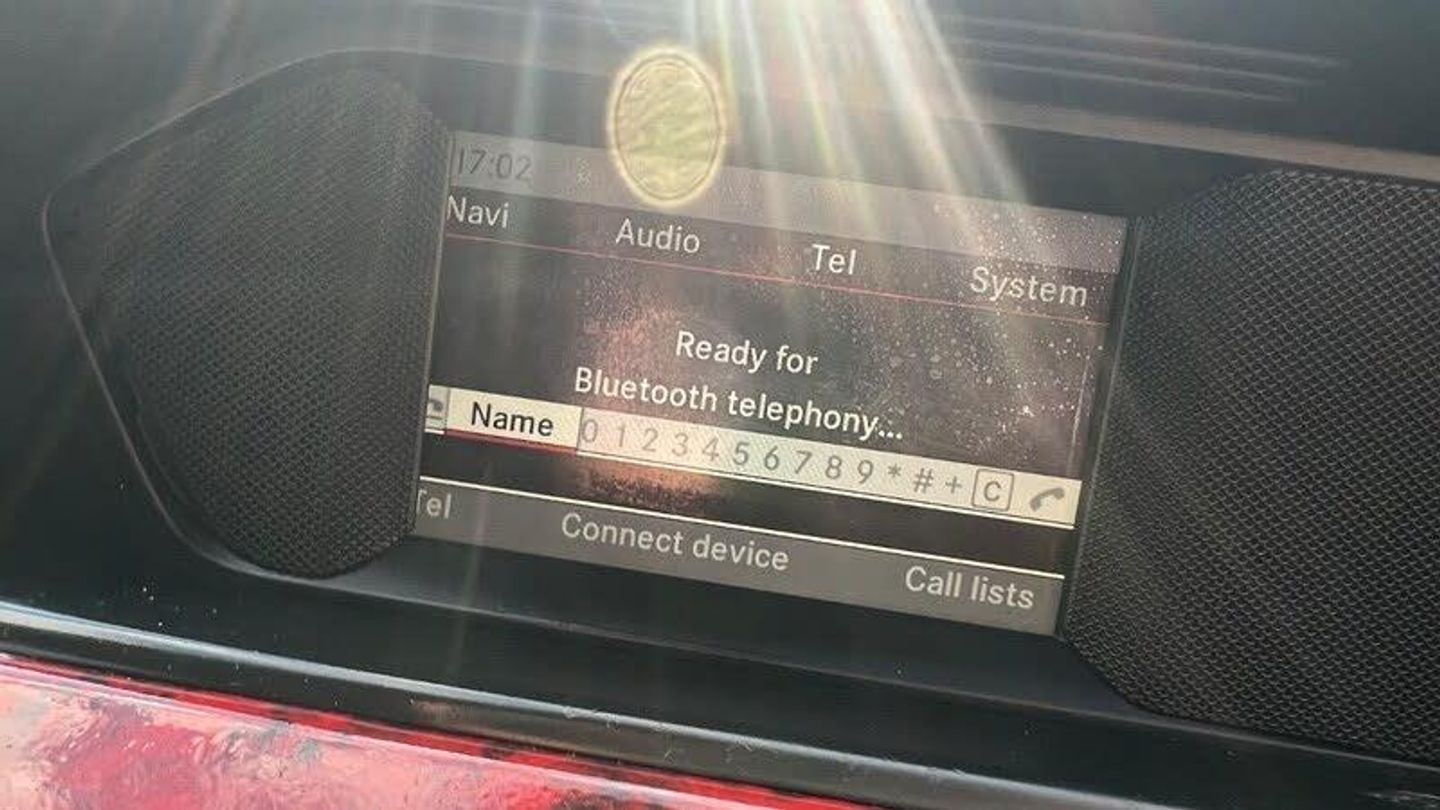 17:02
Navi Audio Tel System
Ready for
Bluetooth telephony...
Name 0 1 2 3 4 5 6 7 8 9 * # + C
Tel Connect device Call lists